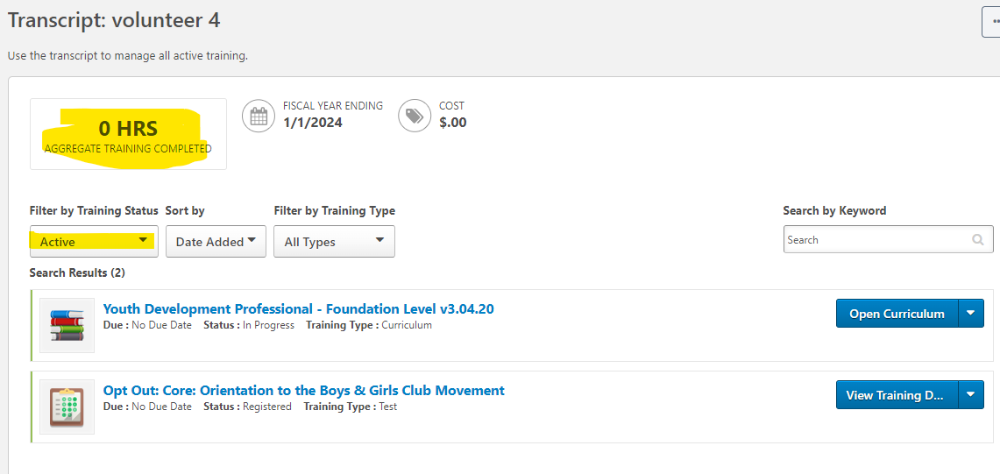 Transcript: volunteer 4
Use the transcript to manage all active training.
0 HRS
AGGREGATE TRAINING COMPLETED
FISCAL YEAR ENDING
1/1/2024
COST
$.00
Filter by Training Status
Active
Sort by
Date Added
Filter by Training Type
All Types
Search by Keyword
Search
Search Results (2)
Youth Development Professional - Foundation Level v3.04.20
Due : No Due Date Status : In Progress Training Type : Curriculum
Open Curriculum
Opt Out: Core: Orientation to the Boys & Girls Club Movement
Due : No Due Date Status : Registered Training Type : Test
View Training D...